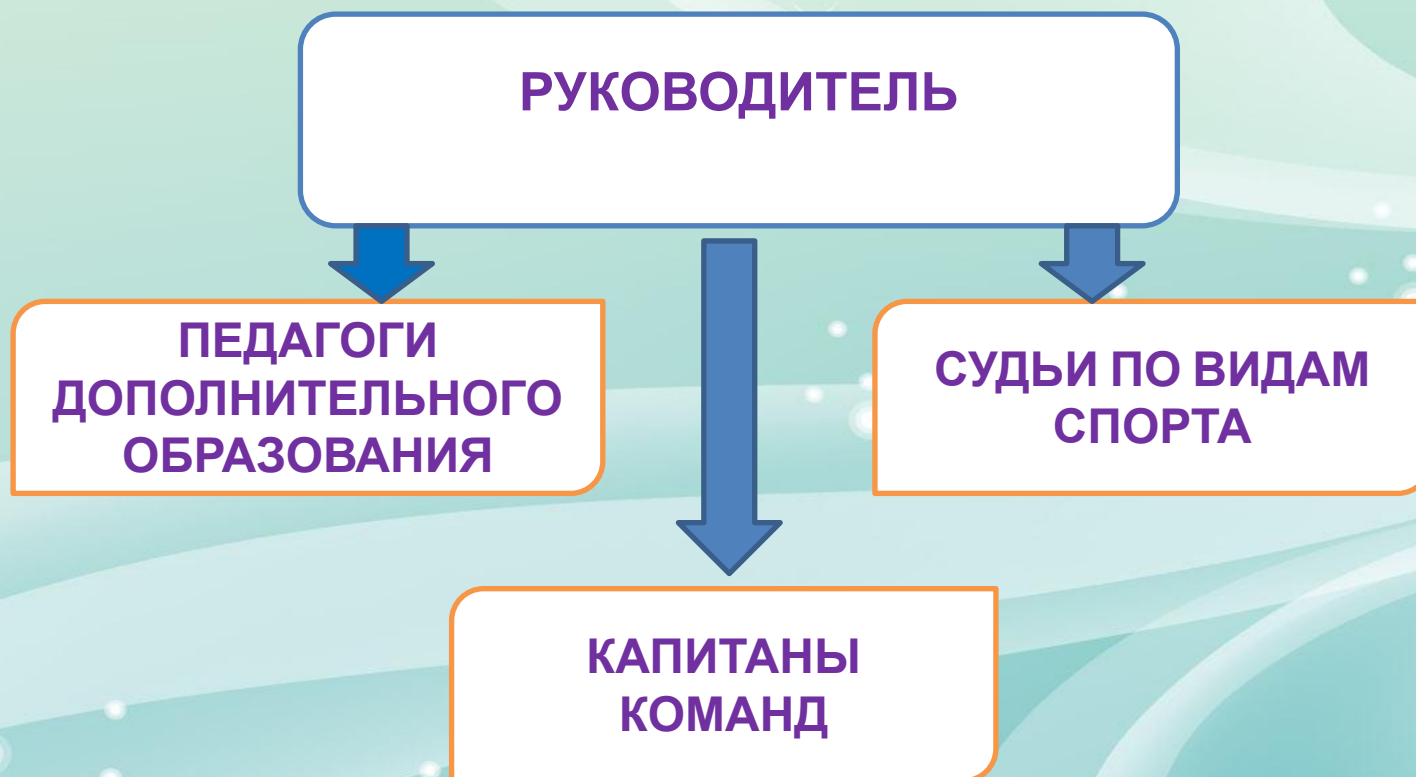 РУКОВОДИТЕЛЬ
ПЕДАГОГИ
ДОПОЛНИТЕЛЬНОГО
ОБРАЗОВАНИЯ
СУДЬИ ПО ВИДАМ
СПОРТА
КАПИТАНЫ
КОМАНД